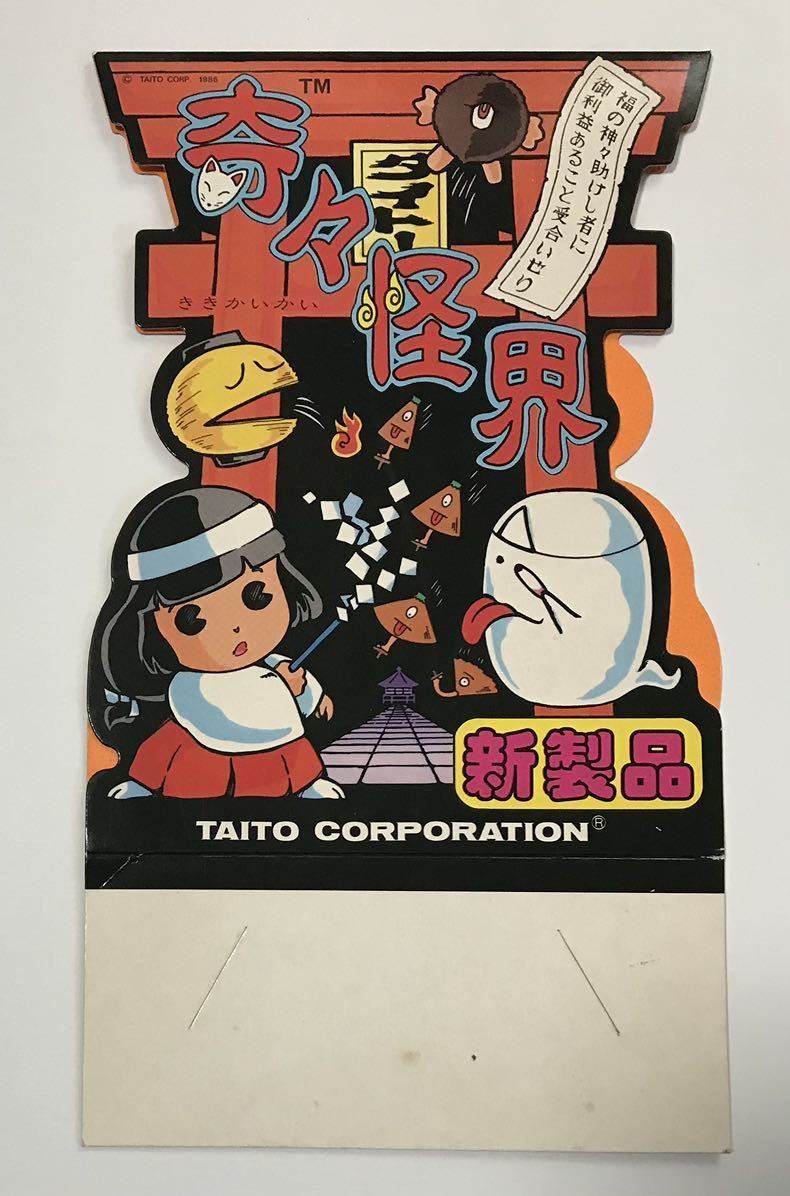 © TAITO CORP. 1986
奇々怪界
TM
タイトー
福の神々助けし者に
御利益あること受合いせり
ききかいかい
新製品
TAITO CORPORATION®